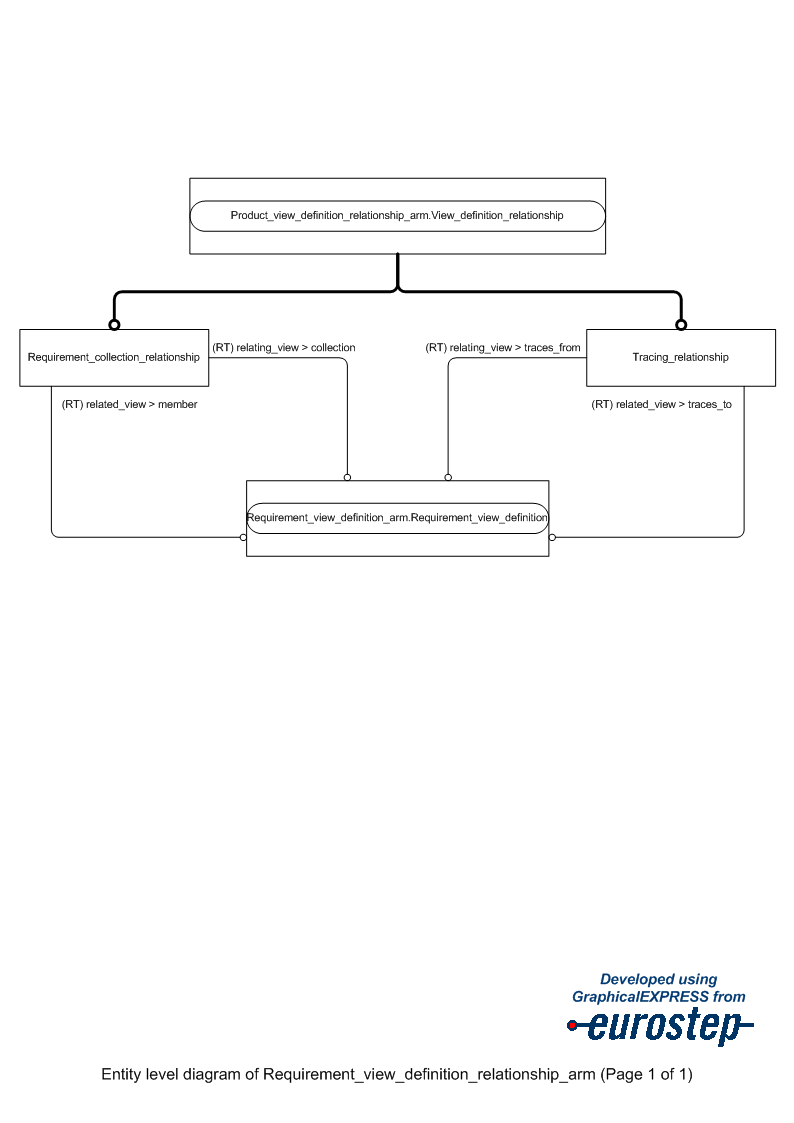 Product_view_definition_relationship_arm.View_definition_relationship
Requirement_collection_relationship
(RT) relating_view > collection
(RT) relating_view > traces_from
Tracing_relationship
(RT) related_view > member
(RT) related_view > traces_to
Requirement_view_definition_arm.Requirement_view_definition
Developed using
GraphicalEXPRESS from
eurostep
Entity level diagram of Requirement_view_definition_relationship_arm (Page 1 of 1)